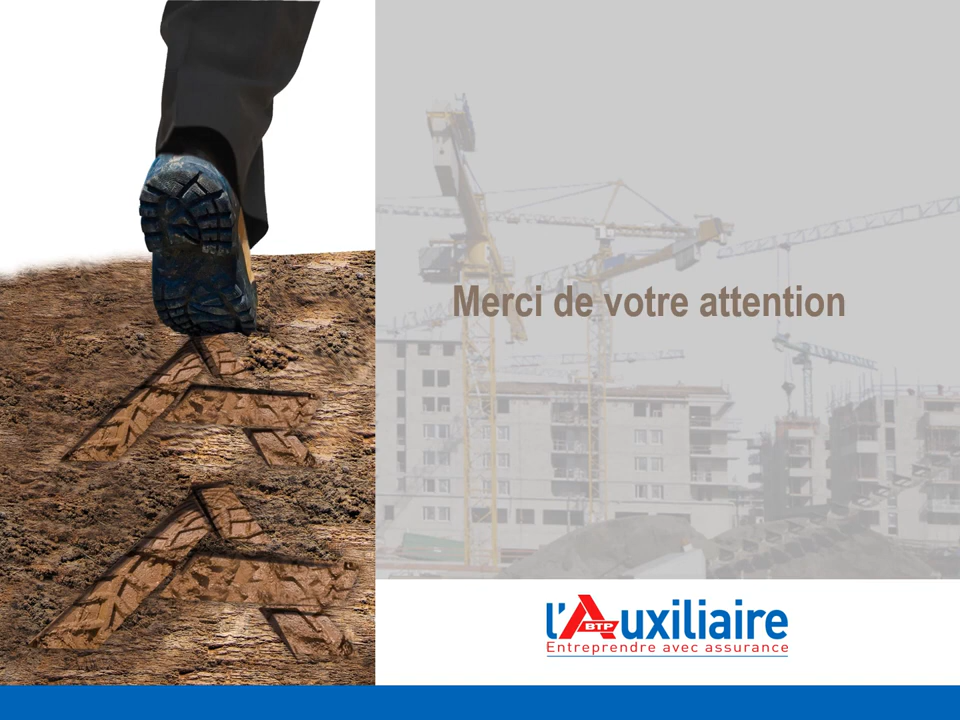 Merci de votre attention
l'Auxiliaire
BTP
Entreprendre avec assurance